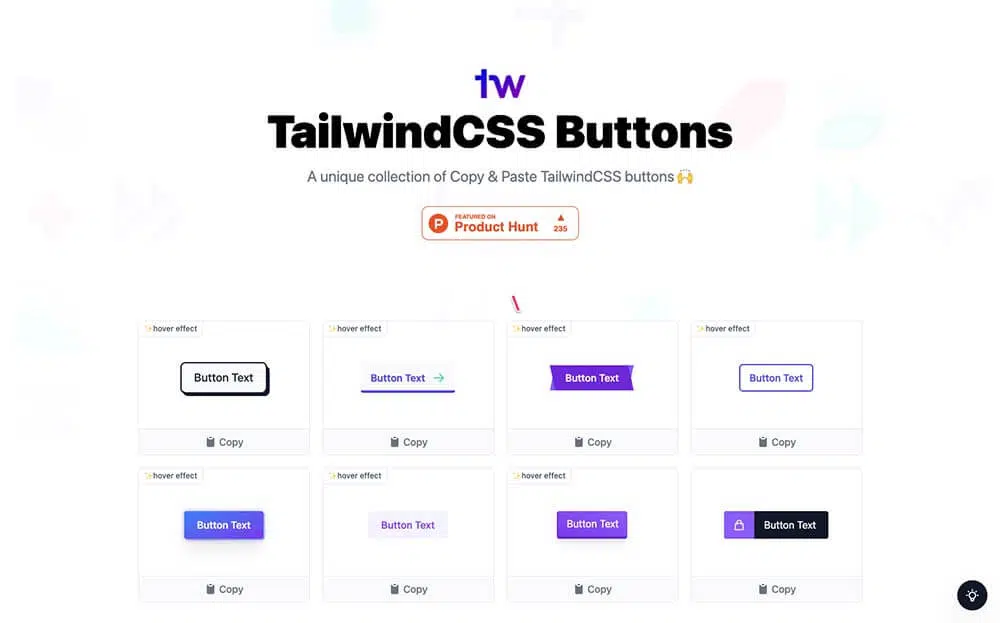 tw
TailwindCSS Buttons
A unique collection of Copy & Paste TailwindCSS buttons 🙌
P
FEATURED ON
Product Hunt
▲
235
✨hover effect
Button Text
Copy
✨hover effect
Button Text →
Copy
✨hover effect
Button Text
Copy
✨hover effect
Button Text
Copy
✨hover effect
Button Text
Copy
✨hover effect
Button Text
Copy
✨hover effect
Button Text
Copy
Button Text
Copy